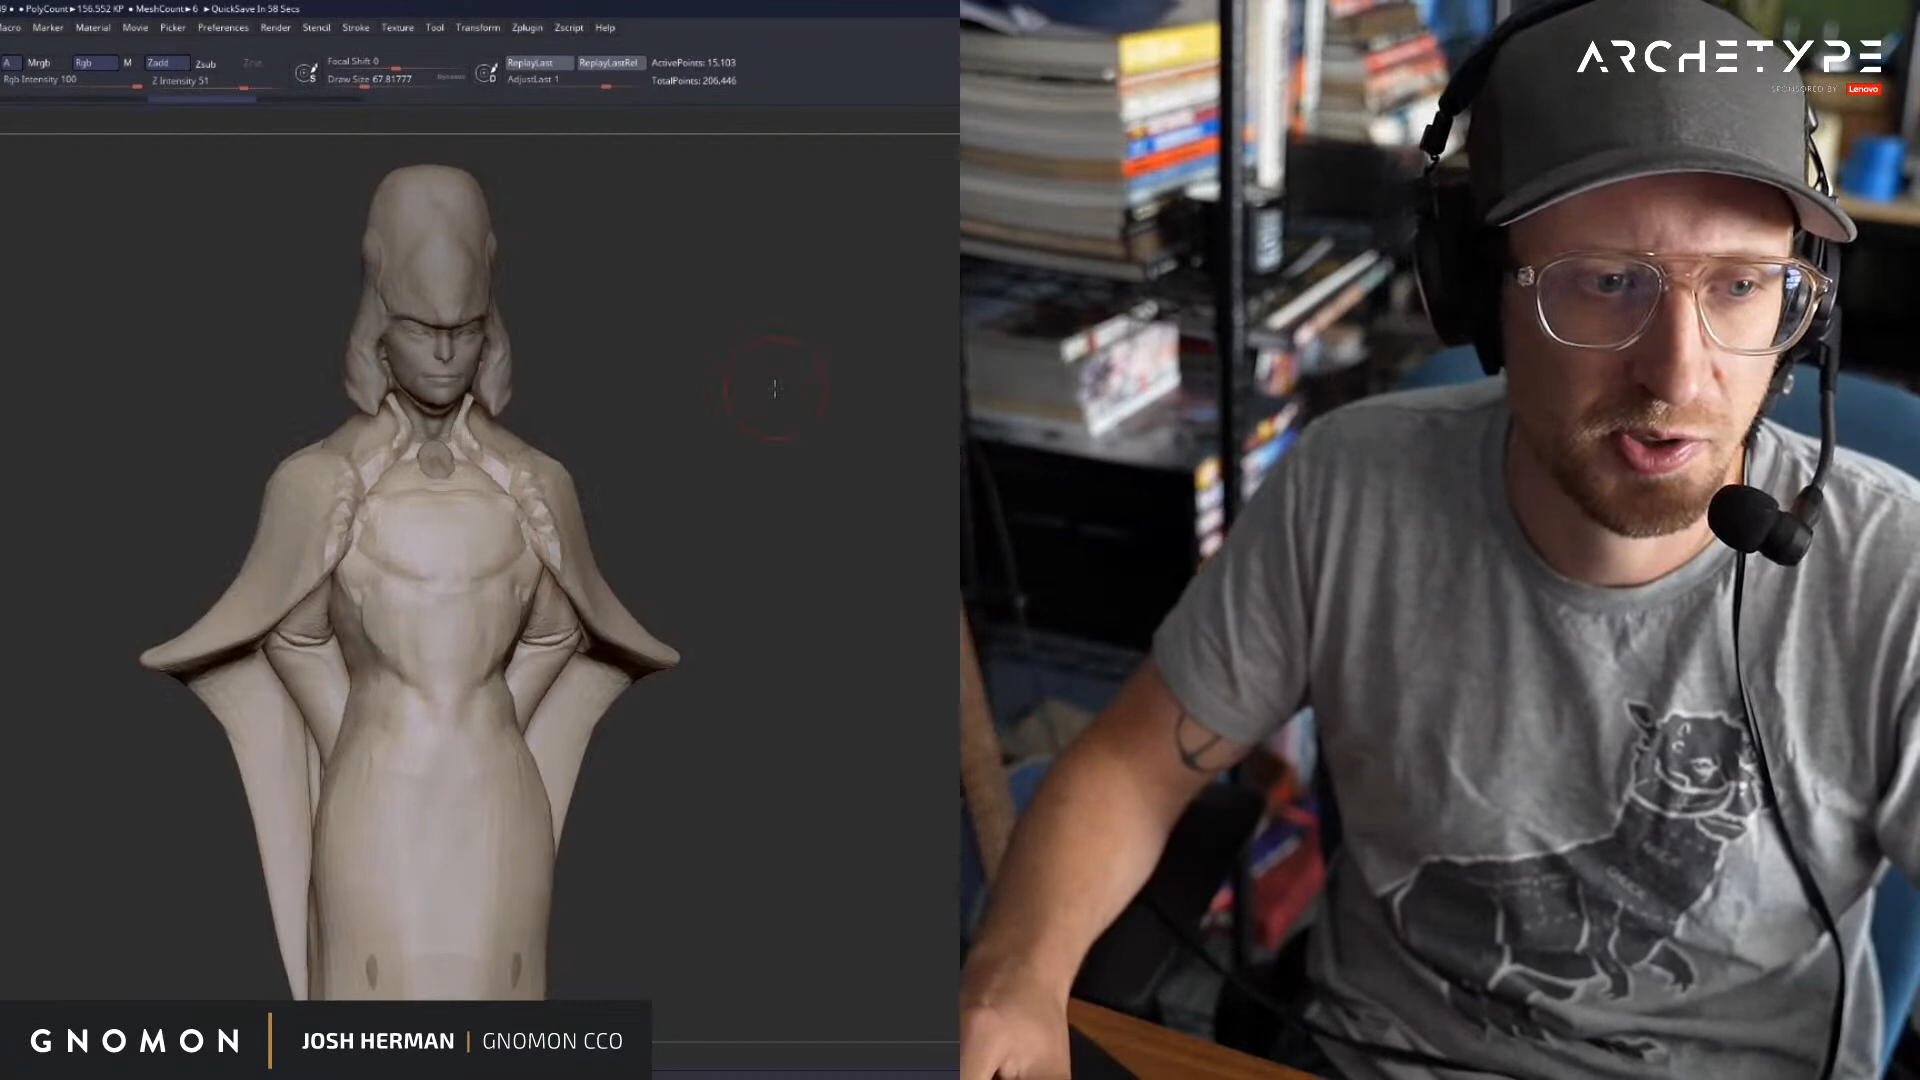 PolyCount►156.552 KP ● MeshCount►6 ►QuickSave In 58 Secs
Marker Material Movie Picker Preferences Render Stencil Stroke Texture Tool Transform Zplugin Zscript Help
A Mrgb Rgb M Zadd Zsub
Rgb Intensity 100
Z Intensity 51
Focal Shift 0
Draw Size 67.81777
Dynamic
ReplayLast ReplayLastRel
AdjustLast 1
ActivePoints: 15,103
TotalPoints: 206,446
ARCHETYPE
SPONSORED BY Lenovo
GNOMON
JOSH HERMAN | GNOMON CCO